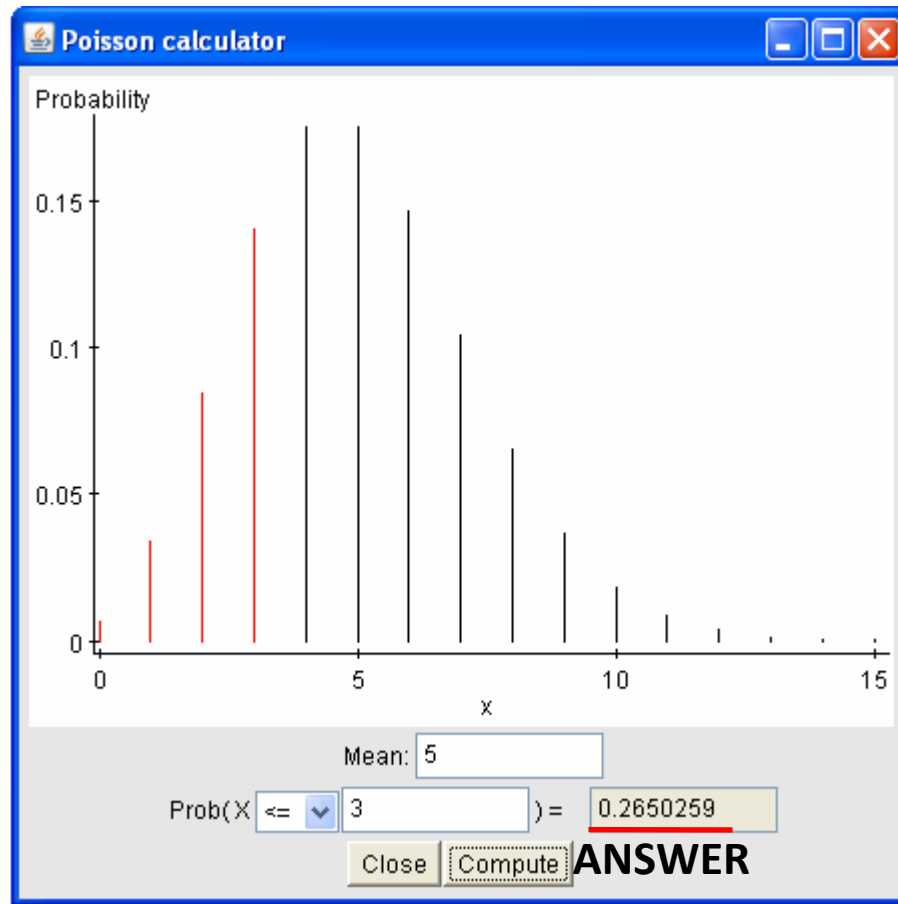 Poisson calculator
Probability
0.15
0.1
0.05
0
0 5 10 15
x
Mean: 5
Prob(X <= 3 ) = 0.2650259
Close Compute ANSWER